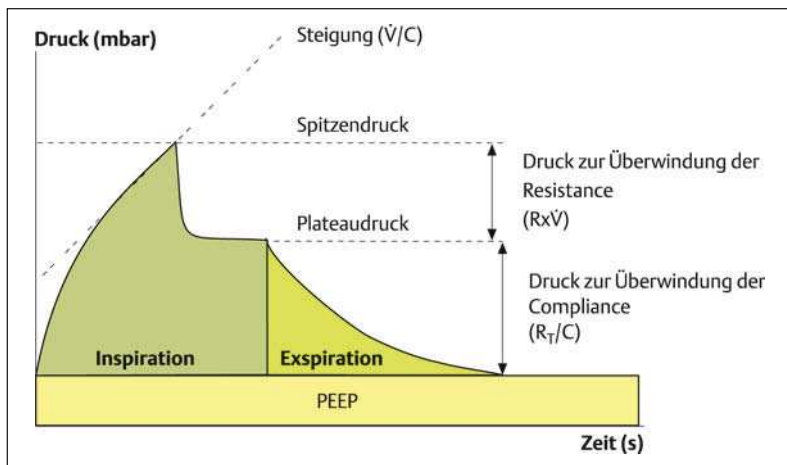 Druck (mbar)
Steigung (V̇/C)
Spitzendruck
Druck zur Überwindung der
Resistance
(RxV̇)
Plateaudruck
Druck zur Überwindung der
Compliance
(R_T/C)
Inspiration
Exspiration
PEEP
Zeit (s)